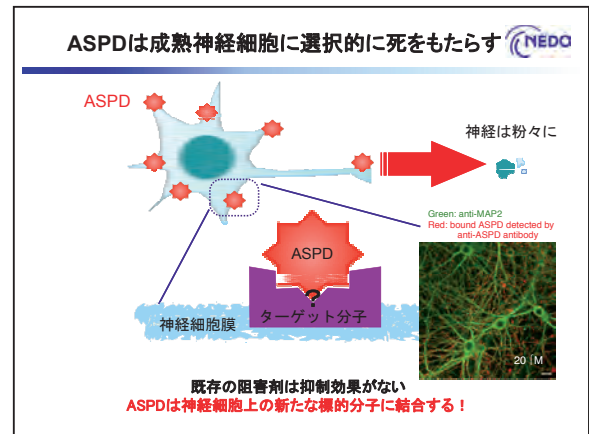 ASPDは成熟神経細胞に選択的に死をもたらす
NEDO
ASPD
神経は粉々に
Green: anti-MAP2
Red: bound ASPD detected by
anti-ASPD antibody
ASPD
?
ターゲット分子
神経細胞膜
20 | M
既存の阻害剤は抑制効果がない
ASPDは神経細胞上の新たな標的分子に結合する！